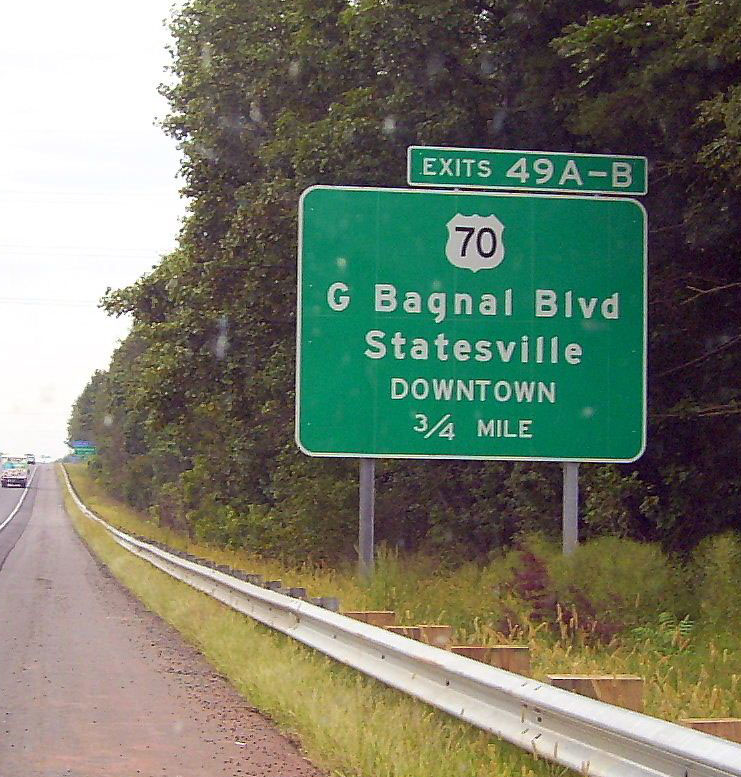 EXITS 49A-B
70
G Bagnal Blvd
Statesville
DOWNTOWN
3/4 MILE